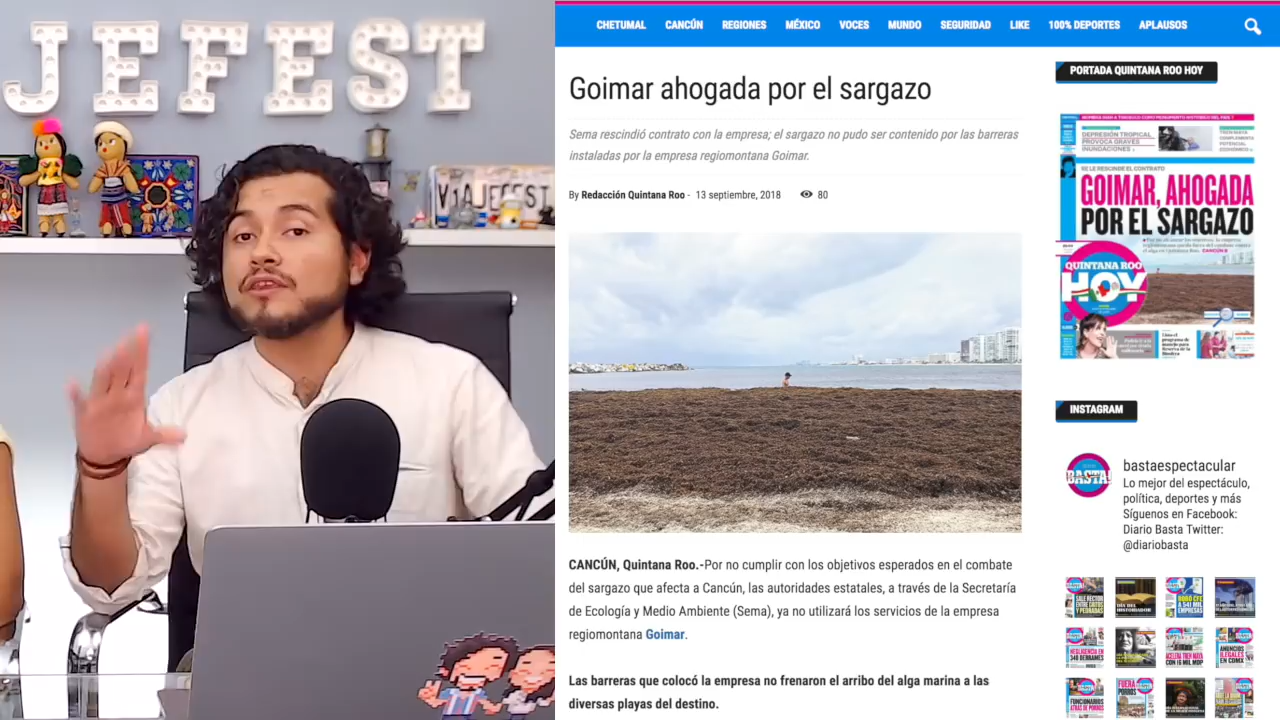 JEFEST
VIAJEFEST
CHETUMAL CANCÚN REGIONES MÉXICO VOCES MUNDO SEGURIDAD LIKE 100% DEPORTES APLAUSOS
Goimar ahogada por el sargazo
Sema rescindió contrato con la empresa; el sargazo no pudo ser contenido por las barreras
instaladas por la empresa regiomontana Goimar.
By Redacción Quintana Roo - 13 septiembre, 2018 80
CANCÚN, Quintana Roo.-Por no cumplir con los objetivos esperados en el combate
del sargazo que afecta a Cancún, las autoridades estatales, a través de la Secretaría
de Ecología y Medio Ambiente (Sema), ya no utilizará los servicios de la empresa
regiomontana Goimar.
Las barreras que colocó la empresa no frenaron el arribo del alga marina a las
diversas playas del destino.
PORTADA QUINTANA ROO HOY
DEPRESIÓN TROPICAL
PROVOCA GRAVES
INUNDACIONES
SE LE RESCINDE EL CONTRATO
GOIMAR, AHOGADA
POR EL SARGAZO
QUINTANA ROO
HOY
INSTAGRAM
BASTA!
bastaespectacular
Lo mejor del espectáculo,
política, deportes y más
Síguenos en Facebook:
Diario Basta Twitter:
@diariobasta